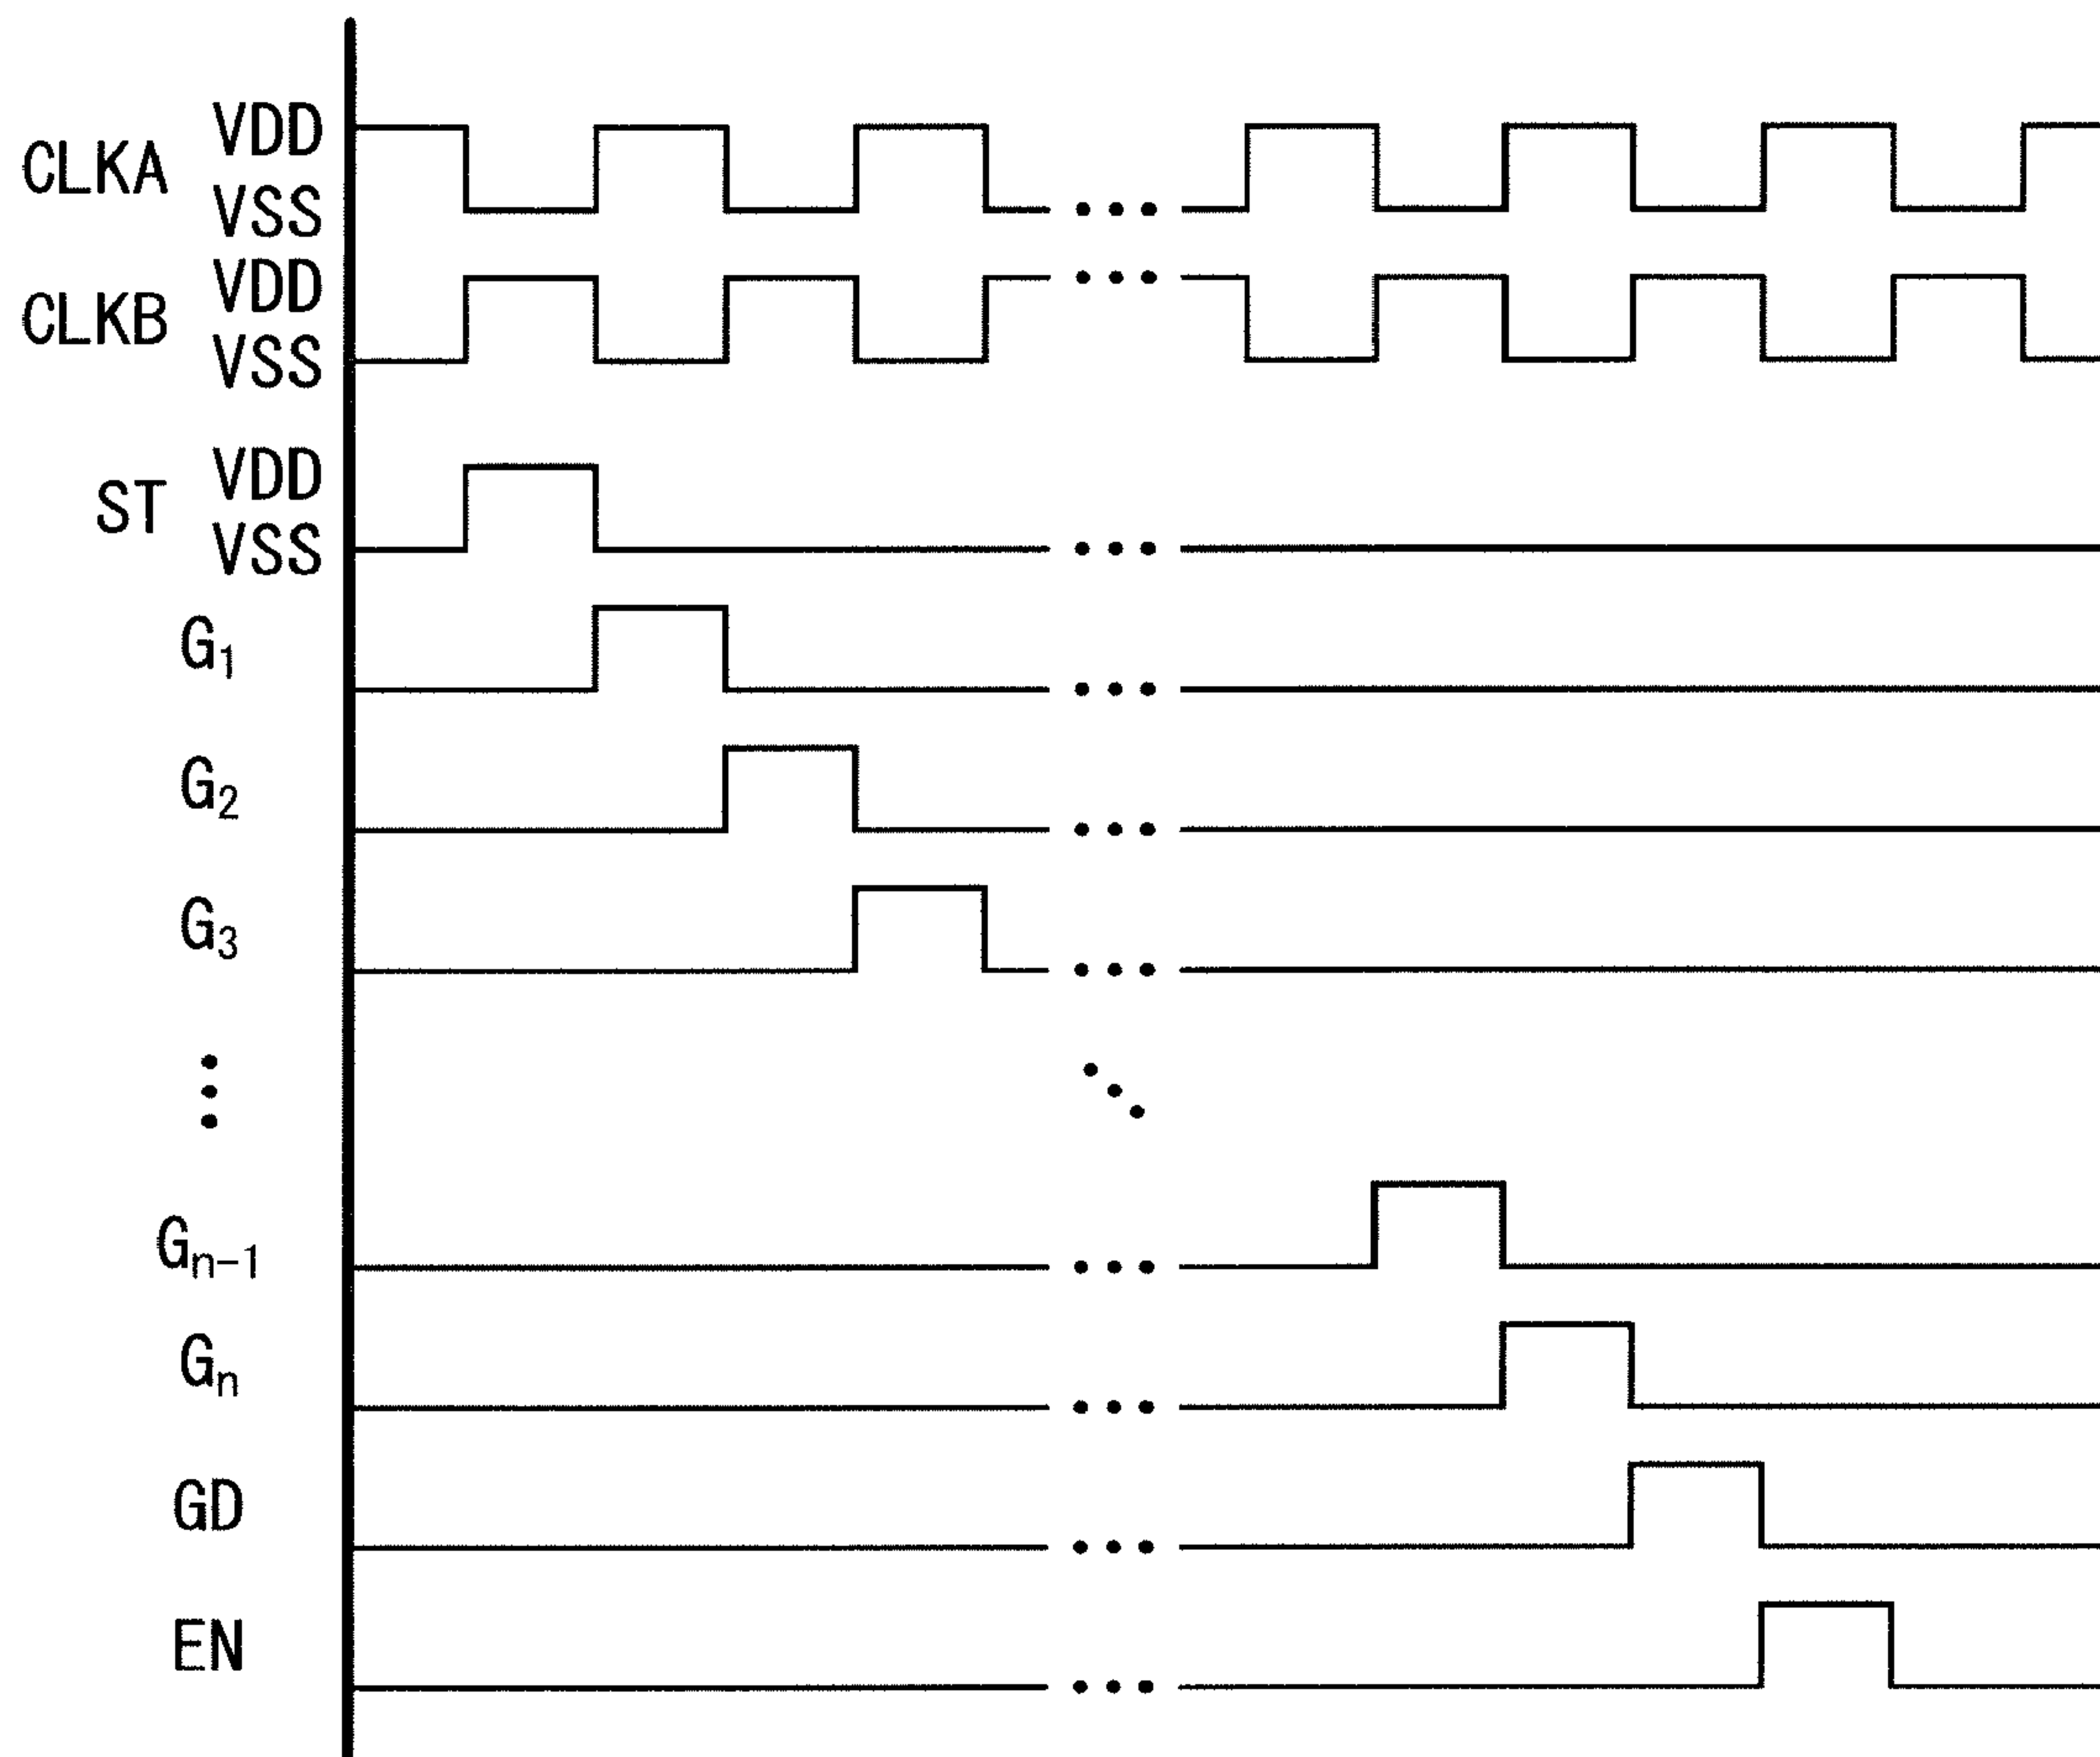 VDD
CLKA
VSS
VDD
CLKB
VSS
VDD
ST
VSS
G1
G2
G3
Gn-1
Gn
GD
EN